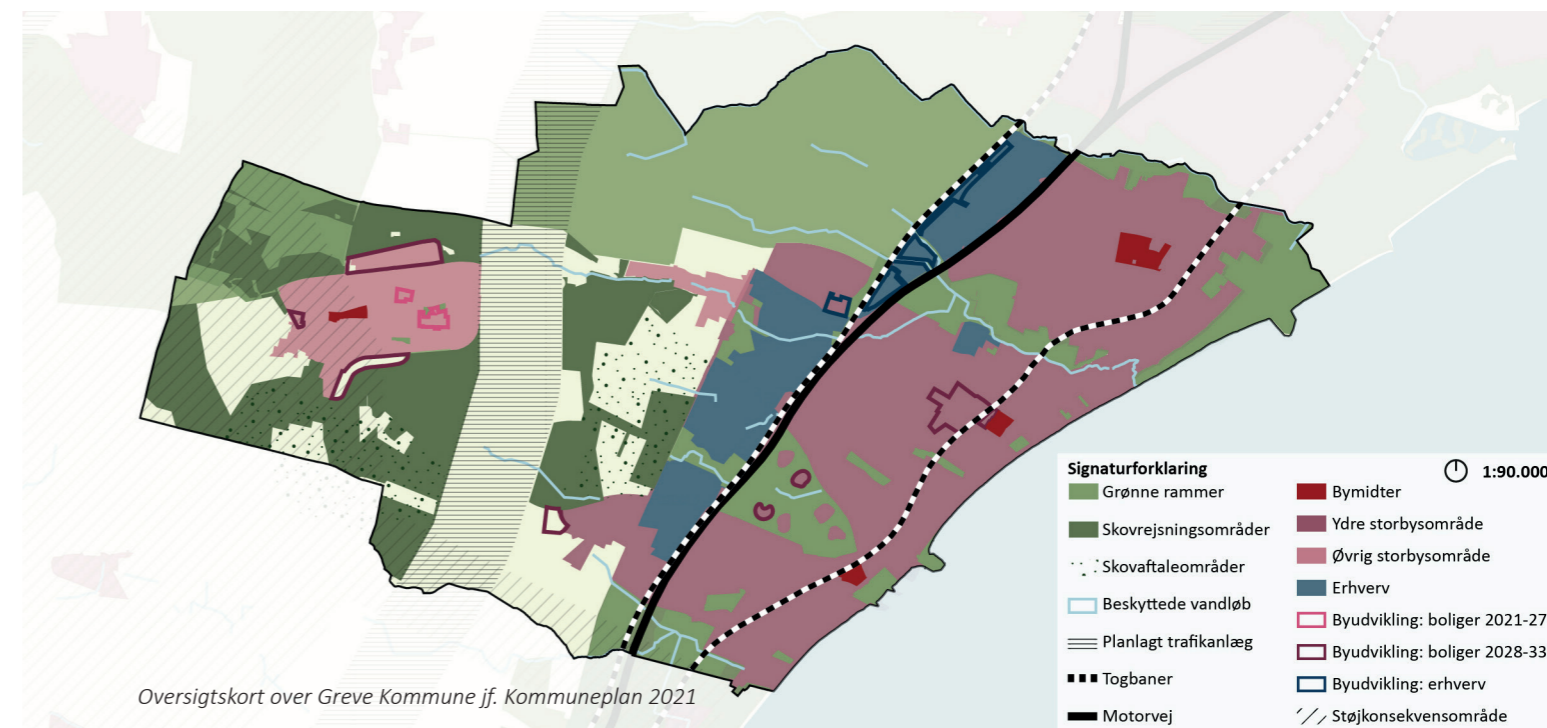 Signaturforklaring
1:90.000
Grønne rammer
Skovrejsningsområder
Skovaftaleområder
Beskyttede vandløb
Planlagt trafikanlæg
Togbaner
Motorvej
Bymidter
Ydre storbysområde
Øvrig storbysområde
Erhverv
Byudvikling: boliger 2021-27
Byudvikling: boliger 2028-33
Byudvikling: erhverv
Støjkonsekvensområde
Oversigtskort over Greve Kommune jf. Kommuneplan 2021